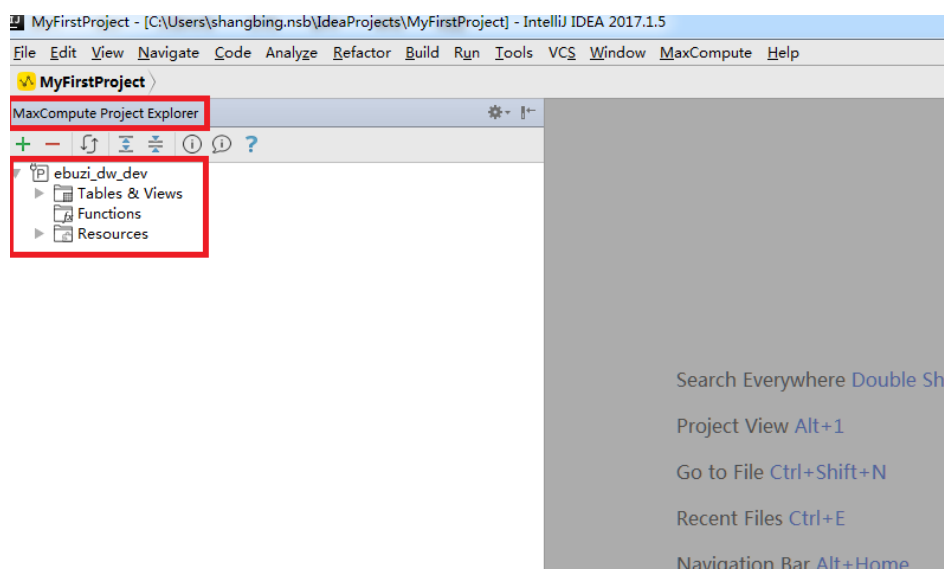 MyFirstProject - [C:\Users\shangbing.nsb\IdeaProjects\MyFirstProject] - IntelliJ IDEA 2017.1.5
File Edit View Navigate Code Analyze Refactor Build Run Tools VCS Window MaxCompute Help
MyFirstProject
MaxCompute Project Explorer
ebuzi_dw_dev
Tables & Views
Functions
Resources
Search Everywhere Double Sh
Project View Alt+1
Go to File Ctrl+Shift+N
Recent Files Ctrl+E
Navigation Bar Alt+Home